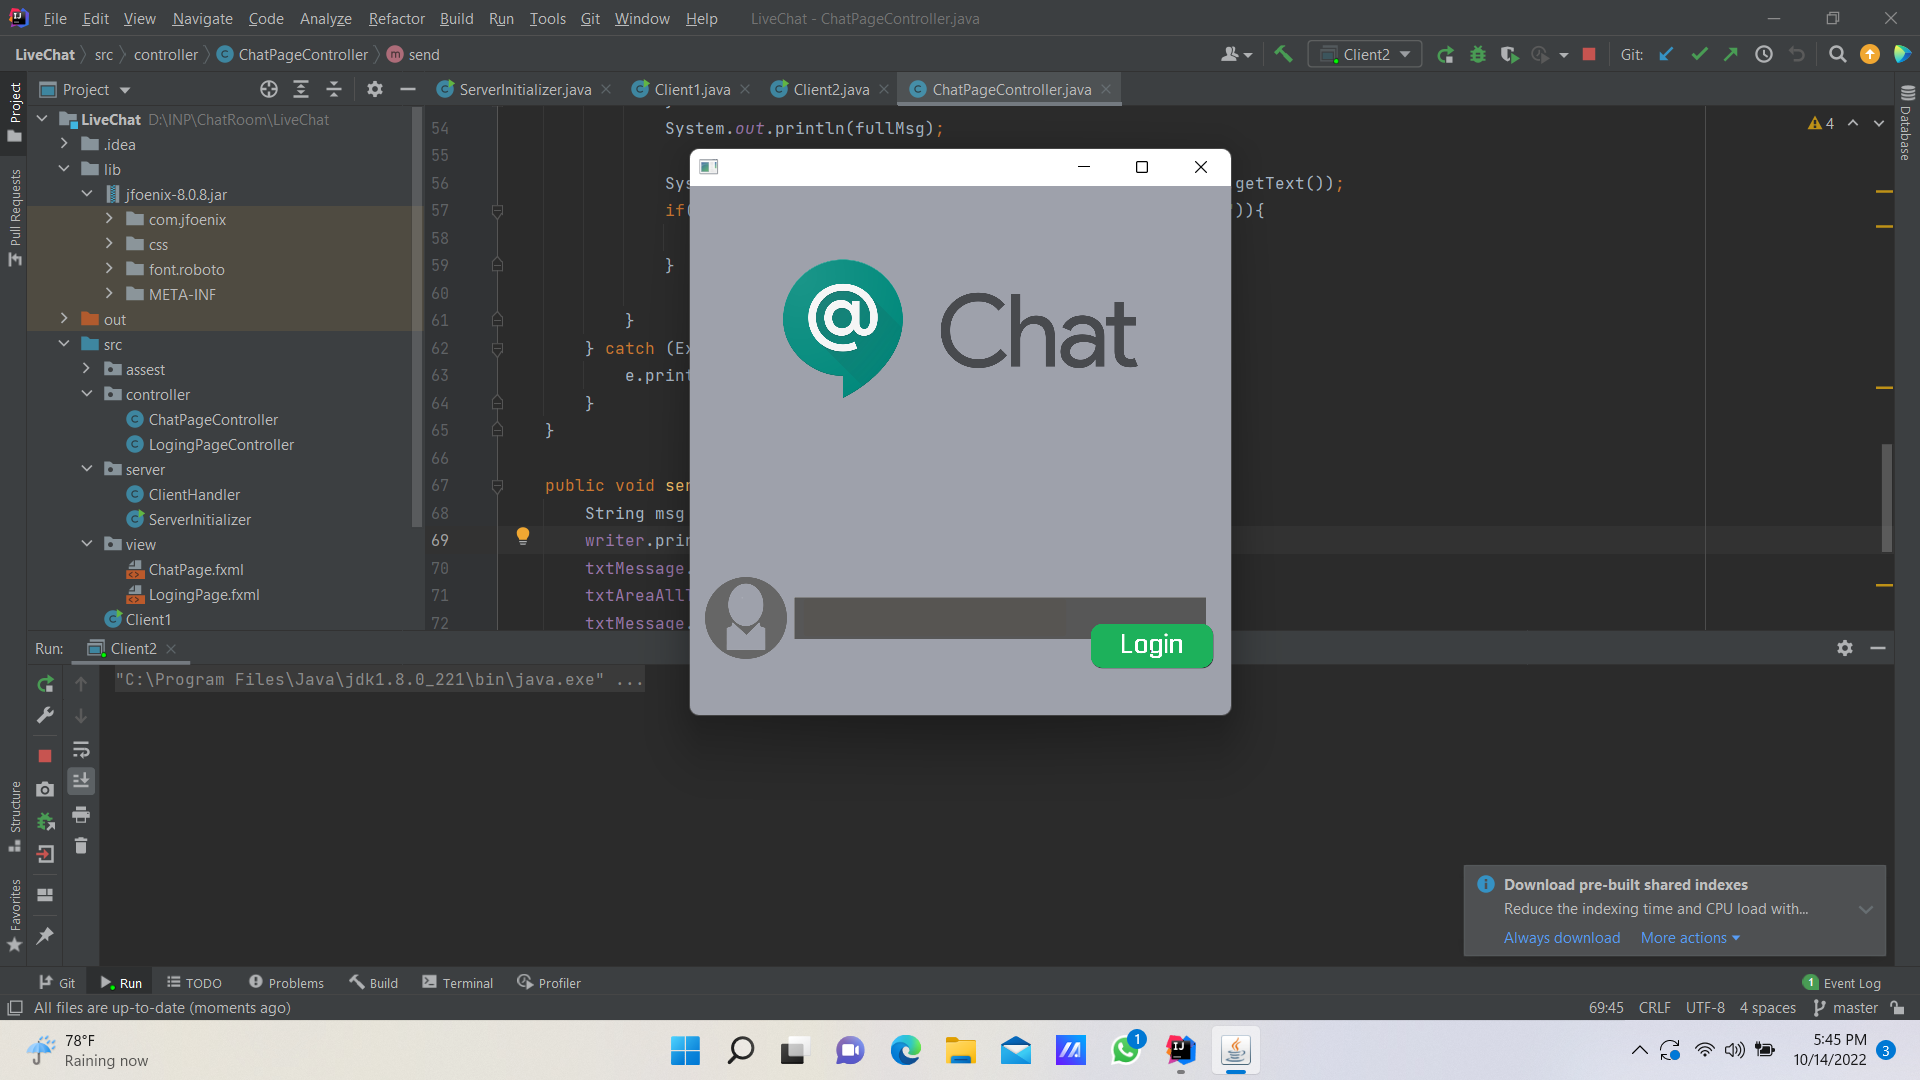 File Edit View Navigate Code Analyze Refactor Build Run Tools Git Window Help LiveChat - ChatPageController.java
LiveChat src controller ChatPageController send Client2 Git:
Project ServerInitializer.java Client1.java Client2.java ChatPageController.java
LiveChat D:\INP\ChatRoom\LiveChat
.idea
lib
jfoenix-8.0.8.jar
com.jfoenix
css
font.roboto
META-INF
out
src
assest
controller
ChatPageController
LogingPageController
server
ClientHandler
ServerInitializer
view
ChatPage.fxml
LogingPage.fxml
Client1
Project
Pull Requests
Structure
Favorites
Database
4
54 System.out.println(fullMsg);
55
56 Sys getText());
57 if( ")){
58
59 }
60
61 }
62 } catch (Ex
63 e.print
64 }
65 }
66
67 public void sen
68 String msg
69 writer.prin
70 txtMessage.
71 txtAreaAllT
72 txtMessage.
@ Chat
Login
Run: Client2
"C:\Program Files\Java\jdk1.8.0_221\bin\java.exe" ...
Download pre-built shared indexes
Reduce the indexing time and CPU load with...
Always download More actions
Git Run TODO Problems Build Terminal Profiler 1 Event Log
All files are up-to-date (moments ago) 69:45 CRLF UTF-8 4 spaces master
78°F
Raining now
1
5:45 PM
10/14/2022
3